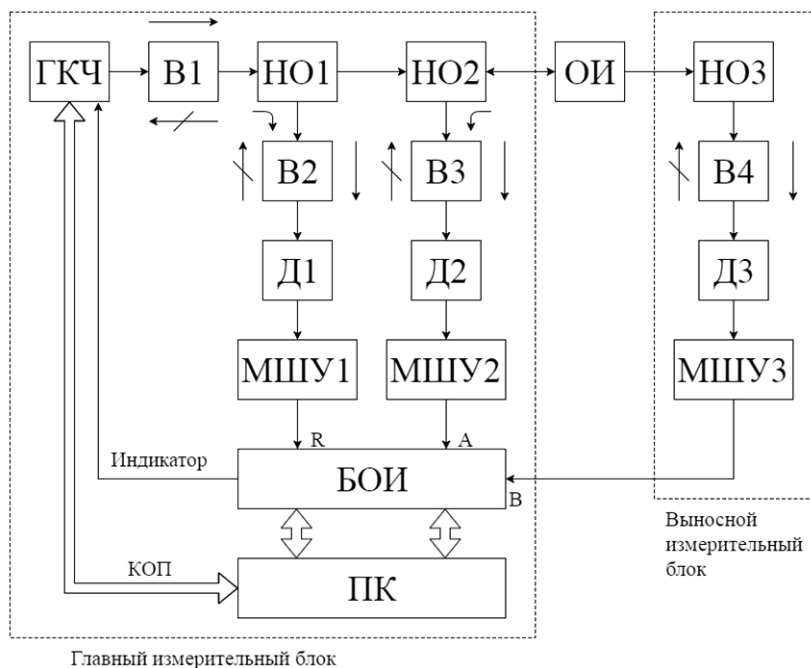 ГКЧ В1 НО1 НО2 ОИ НО3
В2 В3 В4
Д1 Д2 Д3
МШУ1 МШУ2 МШУ3
R A
Индикатор БОИ B
КОП ПК
Выносной
измерительный
блок
Главный измерительный блок